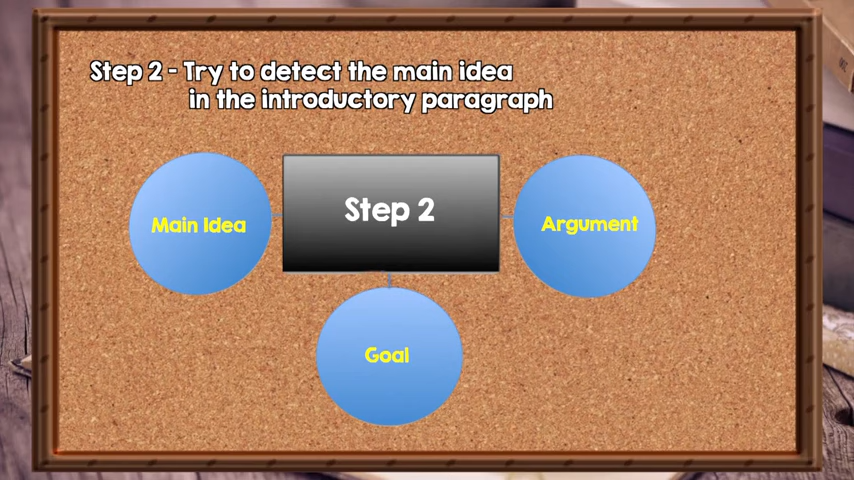 Step 2 - Try to detect the main idea
in the introductory paragraph
Main Idea
Step 2
Argument
Goal